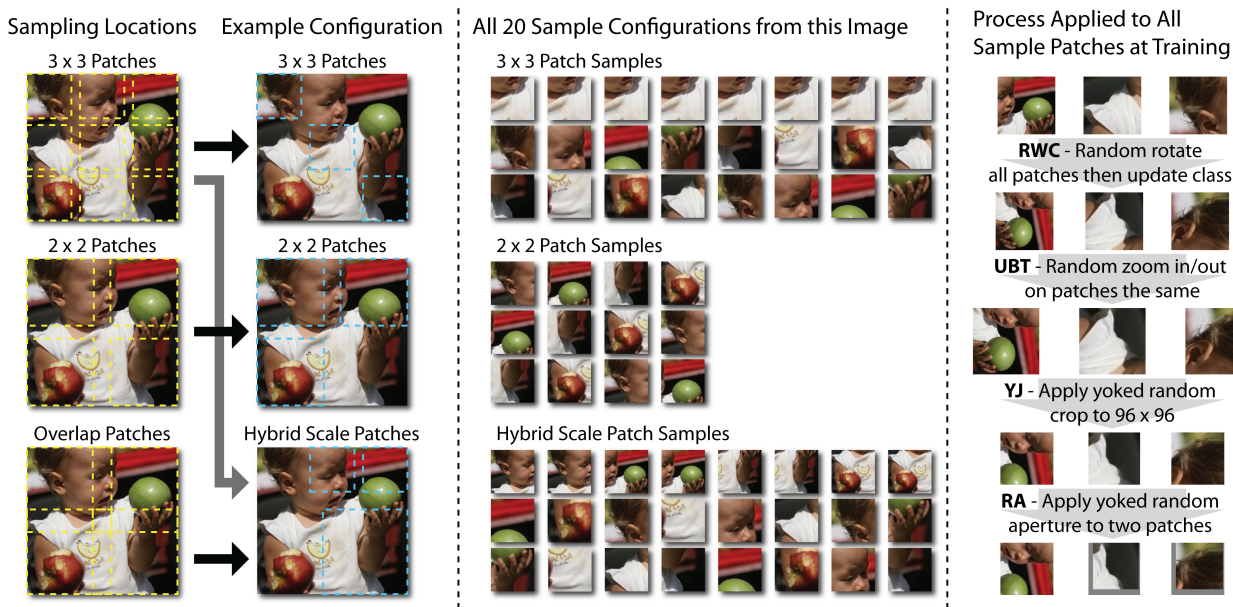 Sampling Locations
Example Configuration
3 x 3 Patches
3 x 3 Patches
2 x 2 Patches
2 x 2 Patches
Overlap Patches
Hybrid Scale Patches
All 20 Sample Configurations from this Image
3 x 3 Patch Samples
2 x 2 Patch Samples
Hybrid Scale Patch Samples
Process Applied to All
Sample Patches at Training
RWC - Random rotate
all patches then update class
UBT - Random zoom in/out
on patches the same
YJ - Apply yoked random
crop to 96 x 96
RA - Apply yoked random
aperture to two patches